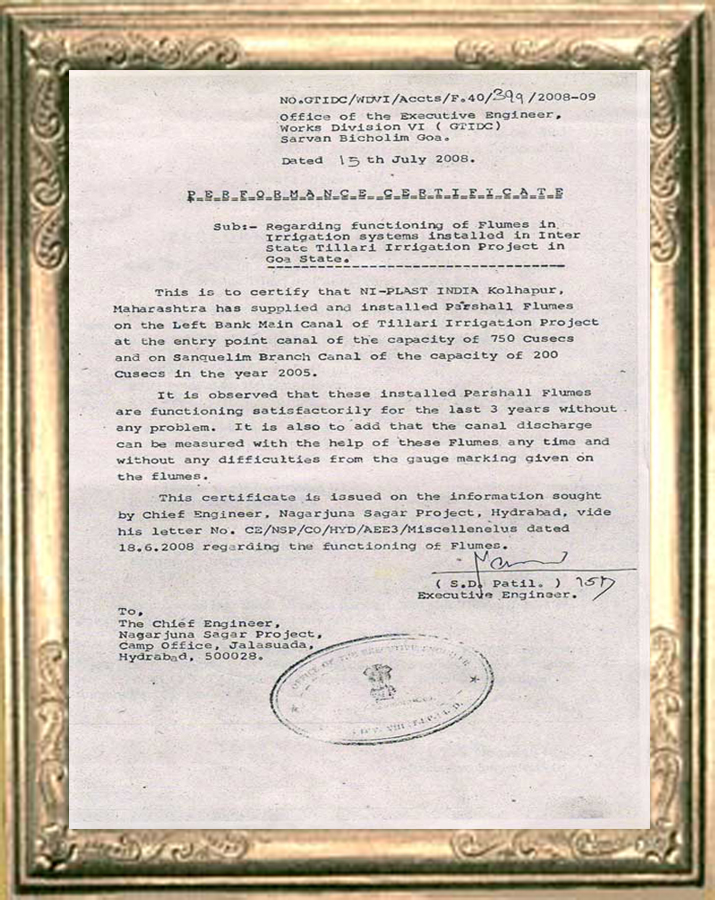 NO.GTIDC/WDVI/Accts/F.40/399/2008-09
Office of the Executive Engineer,
Works Division VI ( GTIDC)
Sarvan Bicholim Goa.
Dated 15 th July 2008.
PERFORMANCE CERTIFICATE
Sub:- Regarding functioning of Flumes in
Irrigation systems installed in Inter
State Tillari Irrigation Project in
Goa State.
This is to certify that NI-PLAST INDIA Kolhapur,
Maharashtra has supplied and installed Parshall Flumes
on the Left Bank Main Canal of Tillari Irrigation Project
at the entry point canal of the capacity of 750 Cusecs
and on Sanquelim Branch Canal of the capacity of 200
Cusecs in the year 2005.
It is observed that these installed Parshall Flumes
are functioning satisfactorily for the last 3 years without
any problem. It is also to add that the canal discharge
can be measured with the help of these Flumes any time and
without any difficulties from the gauge marking given on
the flumes.
This certificate is issued on the information sought
by Chief Engineer, Nagarjuna Sagar Project, Hydrabad, vide
his letter No. CE/NSP/CO/HYD/AEE3/Miscellenelus dated
18.6.2008 regarding the functioning of Flumes.
( S.D. Patil. )
Executive Engineer.
To,
The Chief Engineer,
Nagarjuna Sagar Project,
Camp Office, Jalasuada,
Hydrabad, 500028.
OFFICE OF THE EXECUTIVE ENGINEER